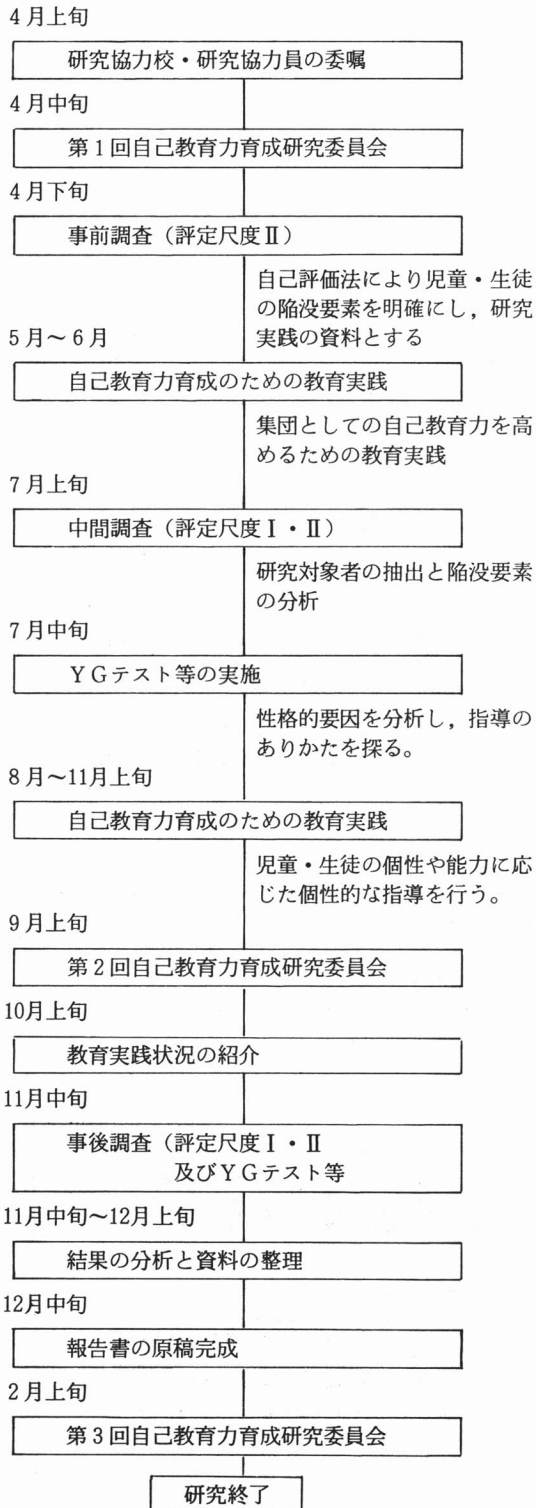 4月上旬
研究協力校・研究協力員の委嘱
4月中旬
第1回自己教育力育成研究委員会
4月下旬
事前調査(評定尺度Ⅱ)
自己評価法により児童・生徒
の陥没要素を明確にし,研究
実践の資料とする
5月~6月
自己教育力育成のための教育実践
集団としての自己教育力を高
めるための教育実践
7月上旬
中間調査(評定尺度Ⅰ・Ⅱ)
研究対象者の抽出と陥没要素
の分析
7月中旬
YGテスト等の実施
性格的要因を分析し,指導の
ありかたを探る。
8月~11月上旬
自己教育力育成のための教育実践
児童・生徒の個性や能力に応
じた個性的な指導を行う。
9月上旬
第2回自己教育力育成研究委員会
10月上旬
教育実践状況の紹介
11月中旬
事後調査(評定尺度Ⅰ・Ⅱ
及びYGテスト等
11月中旬~12月上旬
結果の分析と資料の整理
12月中旬
報告書の原稿完成
2月上旬
第3回自己教育力育成研究委員会
研究終了